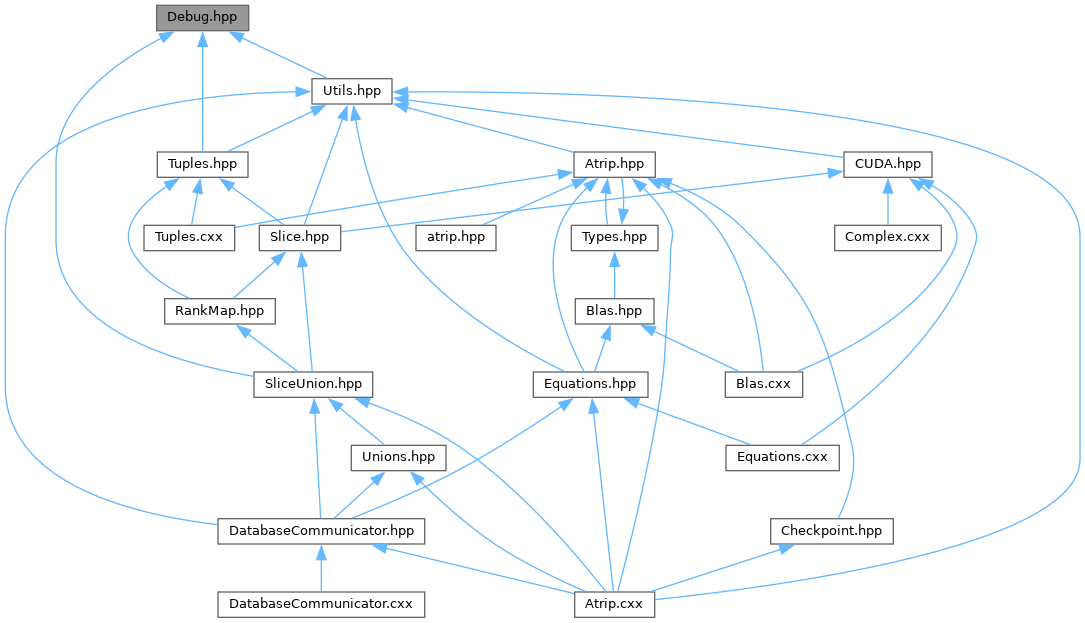 Debug.hpp
Utils.hpp
Tuples.hpp
Atrip.hpp
CUDA.hpp
Tuples.cxx
Slice.hpp
atrip.hpp
Types.hpp
Complex.cxx
RankMap.hpp
Blas.hpp
SliceUnion.hpp
Equations.hpp
Blas.cxx
Unions.hpp
Equations.cxx
DatabaseCommunicator.hpp
Checkpoint.hpp
DatabaseCommunicator.cxx
Atrip.cxx